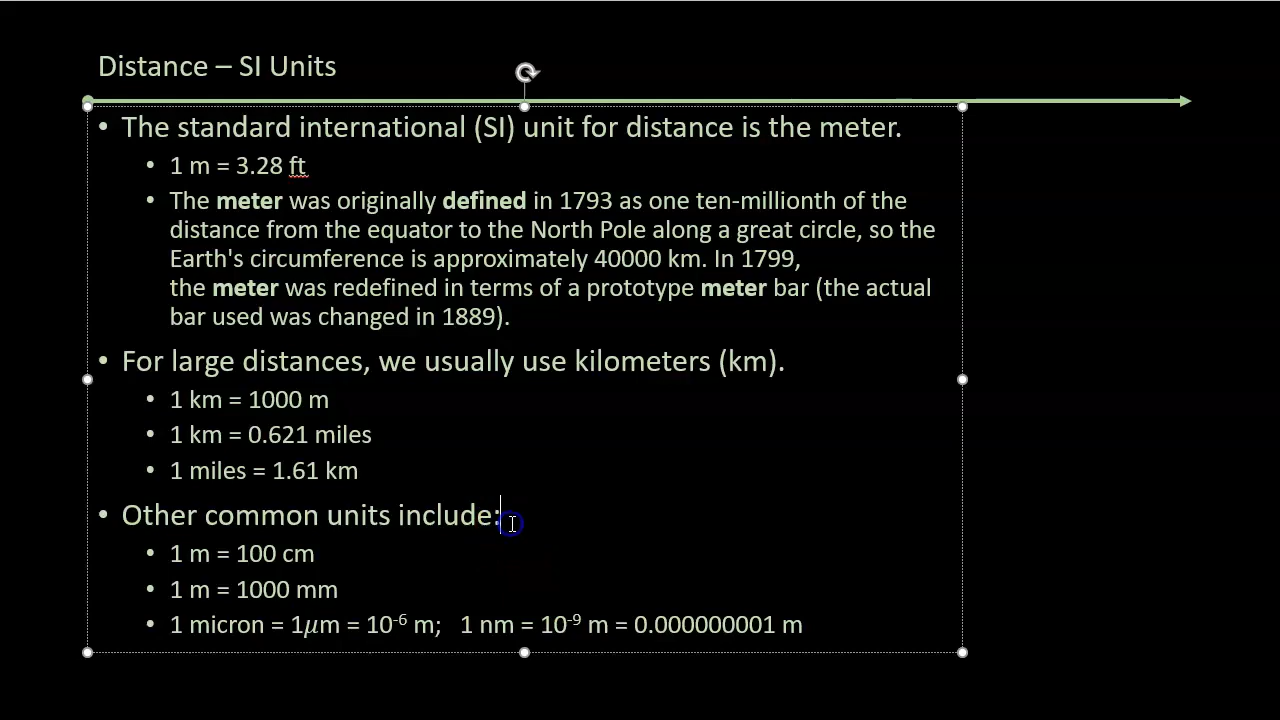 Distance – SI Units
• The standard international (SI) unit for distance is the meter.
• 1 m = 3.28 ft
• The meter was originally defined in 1793 as one ten-millionth of the
distance from the equator to the North Pole along a great circle, so the
Earth's circumference is approximately 40000 km. In 1799,
the meter was redefined in terms of a prototype meter bar (the actual
bar used was changed in 1889).
• For large distances, we usually use kilometers (km).
• 1 km = 1000 m
• 1 km = 0.621 miles
• 1 miles = 1.61 km
• Other common units include:
• 1 m = 100 cm
• 1 m = 1000 mm
• 1 micron = 1𝜇m = 10⁻⁶ m; 1 nm = 10⁻⁹ m = 0.000000001 m